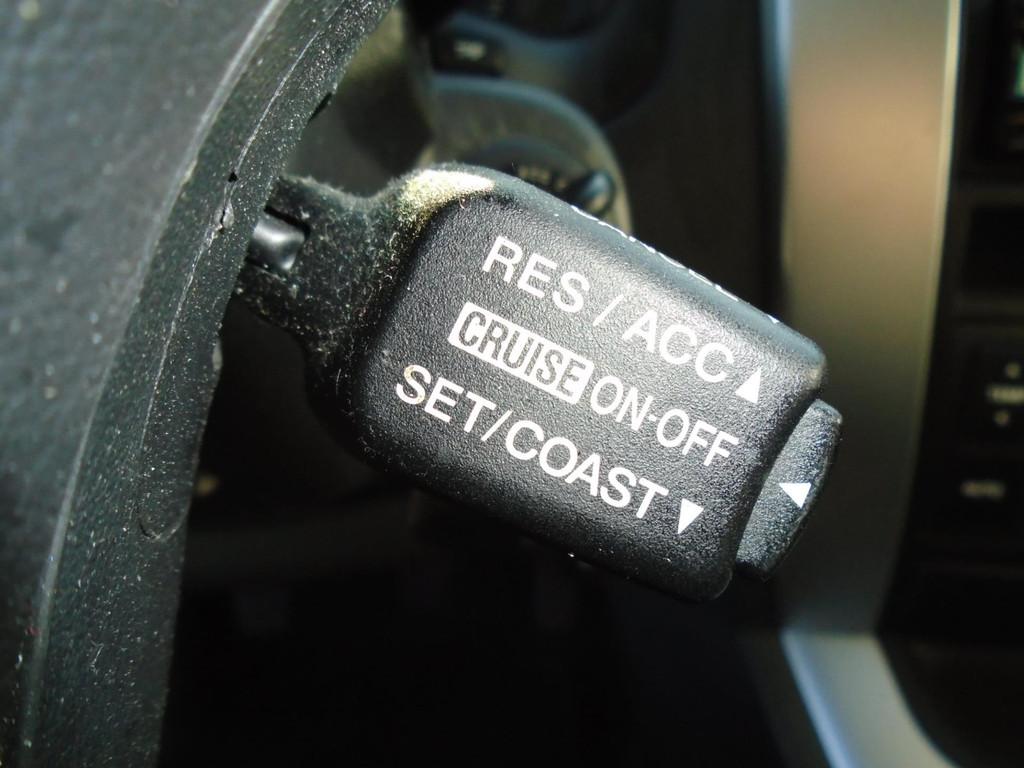 RES/ACC▲
CRUISE ON-OFF
SET/COAST▼